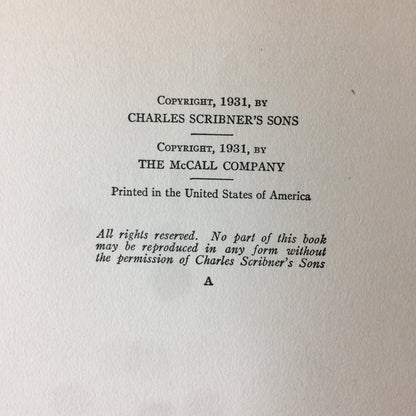 Copyright, 1931, by
CHARLES SCRIBNER'S SONS
Copyright, 1931, by
THE McCALL COMPANY
Printed in the United States of America
All rights reserved. No part of this book
may be reproduced in any form without
the permission of Charles Scribner's Sons
A